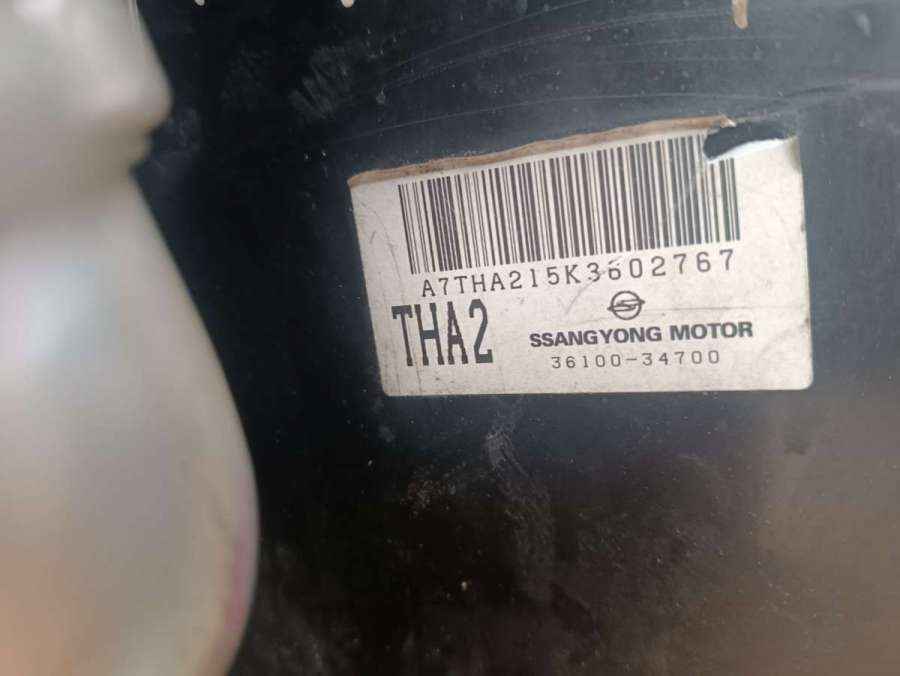 A7THA215K3602767
THA2
SSANGYONG MOTOR
36100-34700